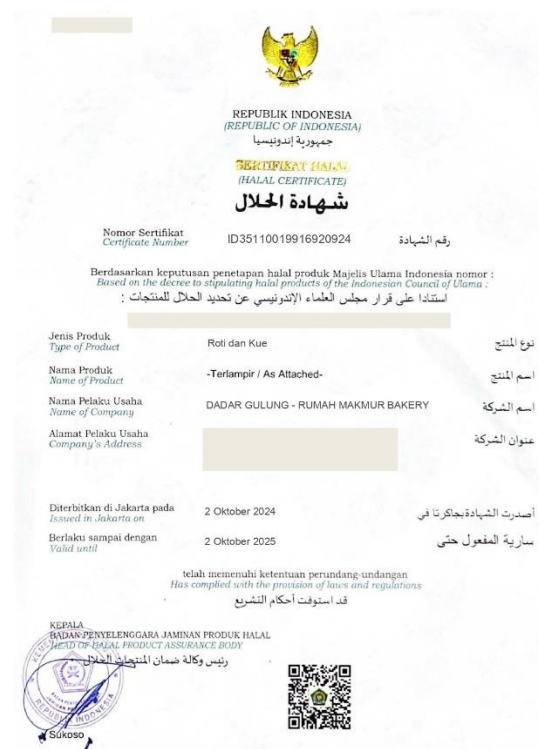 REPUBLIK INDONESIA
(REPUBLIC OF INDONESIA)
جمهورية إندونيسيا
SERTIFIKAT HALAL
(HALAL CERTIFICATE)
شهادة الحلال
Nomor Sertifikat ID35110019916920924 رقم الشهادة
Certificate Number
Berdasarkan keputusan penetapan halal produk Majelis Ulama Indonesia nomor :
Based on the decree to stipulating halal products of the Indonesian Council of Ulama :
استنادا على قرار مجلس العلماء الإندونيسي عن تحديد الحلال للمنتجات :
Jenis Produk Roti dan Kue نوع المنتج
Type of Product
Nama Produk -Terlampir / As Attached- اسم المنتج
Name of Product
Nama Pelaku Usaha DADAR GULUNG - RUMAH MAKMUR BAKERY اسم الشركة
Name of Company
Alamat Pelaku Usaha عنوان الشركة
Company's Address
Diterbitkan di Jakarta pada 2 Oktober 2024 أصدرت الشهادة بجاكرتا في
Issued in Jakarta on
Berlaku sampai dengan 2 Oktober 2025 سارية المفعول حتى
Valid until
telah memenuhi ketentuan perundang-undangan
Has complied with the provision of laws and regulations
قد استوفت أحكام التشريع
KEPALA
BADAN PENYELENGGARA JAMINAN PRODUK HALAL
HEAD OF HALAL PRODUCT ASSURANCE BODY
رئيس وكالة ضمان المنتجات الحلال
REPUBLIK INDONESIA
Sukoso